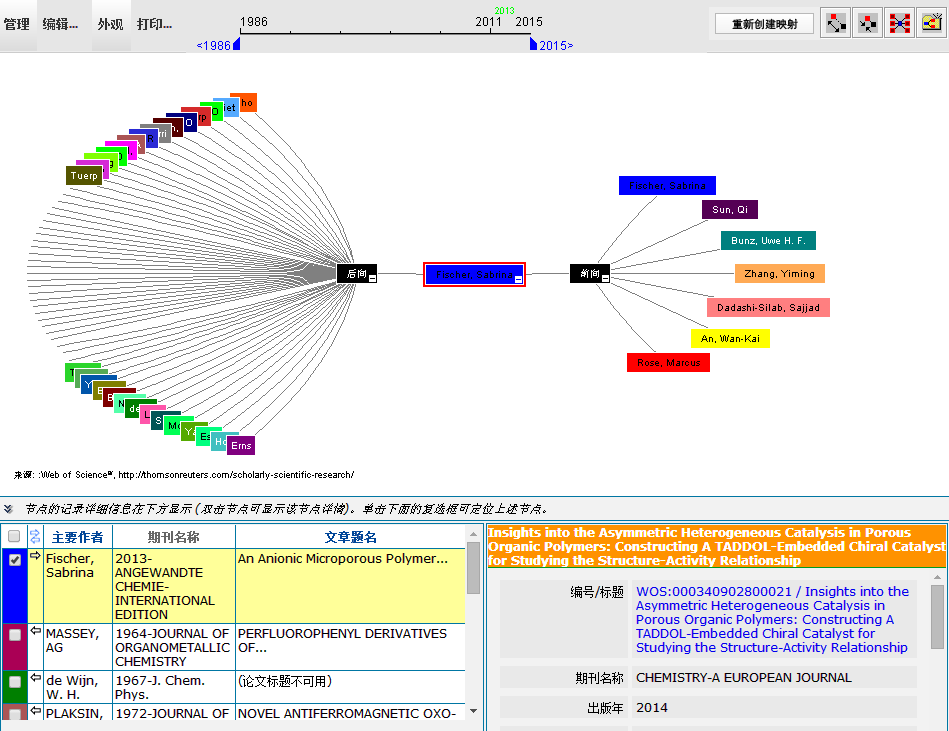 管理 编辑... 外观 打印...
1986 2011 2013 2015
<1986 2015>
重新创建映射
ho
iet
O
rp
O
h,
rri
R
Tuerp
后向
Fischer, Sabrina
前向
Fischer, Sabrina
Sun, Qi
Bunz, Uwe H. F.
Zhang, Yiming
Dadashi-Silab, Sajjad
An, Wan-Kai
Rose, Marcus
T
Y
B
B
N
de
L
S
Mo
Ya
Es
Ho
Erns
来源: :Web of Science℠, http://thomsonreuters.com/scholarly-scientific-research/
节点的记录详细信息在下方显示 (双击节点可显示该节点详情)。单击下面的复选框可定位上述节点。
主要作者 期刊名称 文章题名
Fischer, Sabrina
2013-ANGEWANDTE CHEMIE-INTERNATIONAL EDITION
An Anionic Microporous Polymer...
MASSEY, AG
1964-JOURNAL OF ORGANOMETALLIC CHEMISTRY
PERFLUOROPHENYL DERIVATIVES OF...
de Wijn, W. H.
1967-J. Chem. Phys.
(论文标题不可用)
PLAKSIN,
1972-JOURNAL OF
NOVEL ANTIFERROMAGNETIC OXO-
Insights into the Asymmetric Heterogeneous Catalysis in Porous
Organic Polymers: Constructing A TADDOL-Embedded Chiral Catalyst
for Studying the Structure-Activity Relationship
编号/标题
WOS:000340902800021 / Insights into the
Asymmetric Heterogeneous Catalysis in
Porous Organic Polymers: Constructing A
TADDOL-Embedded Chiral Catalyst for
Studying the Structure-Activity Relationship
期刊名称 CHEMISTRY-A EUROPEAN JOURNAL
出版年 2014